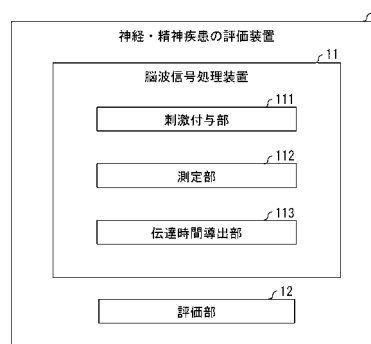 神経・精神疾患の評価装置
11
脳波信号処理装置
111
刺激付与部
112
測定部
113
伝達時間導出部
12
評価部